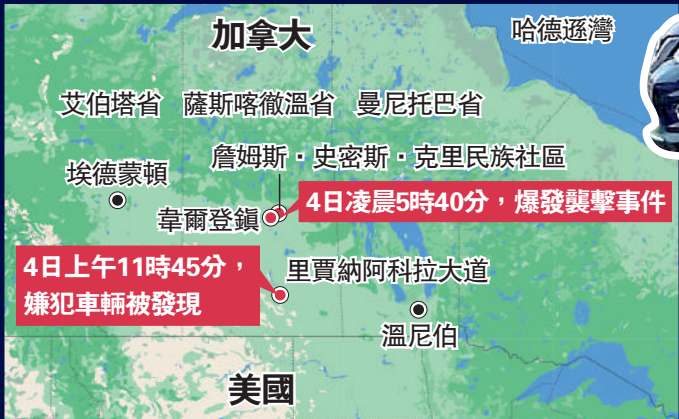 加拿大
哈德遜灣
艾伯塔省 薩斯喀徹溫省 曼尼托巴省
詹姆斯·史密斯·克里民族社區
埃德蒙頓
4日凌晨5時40分，爆發襲擊事件
韋爾登鎮
4日上午11時45分，
嫌犯車輛被發現
里賈納阿科拉大道
溫尼伯
美國